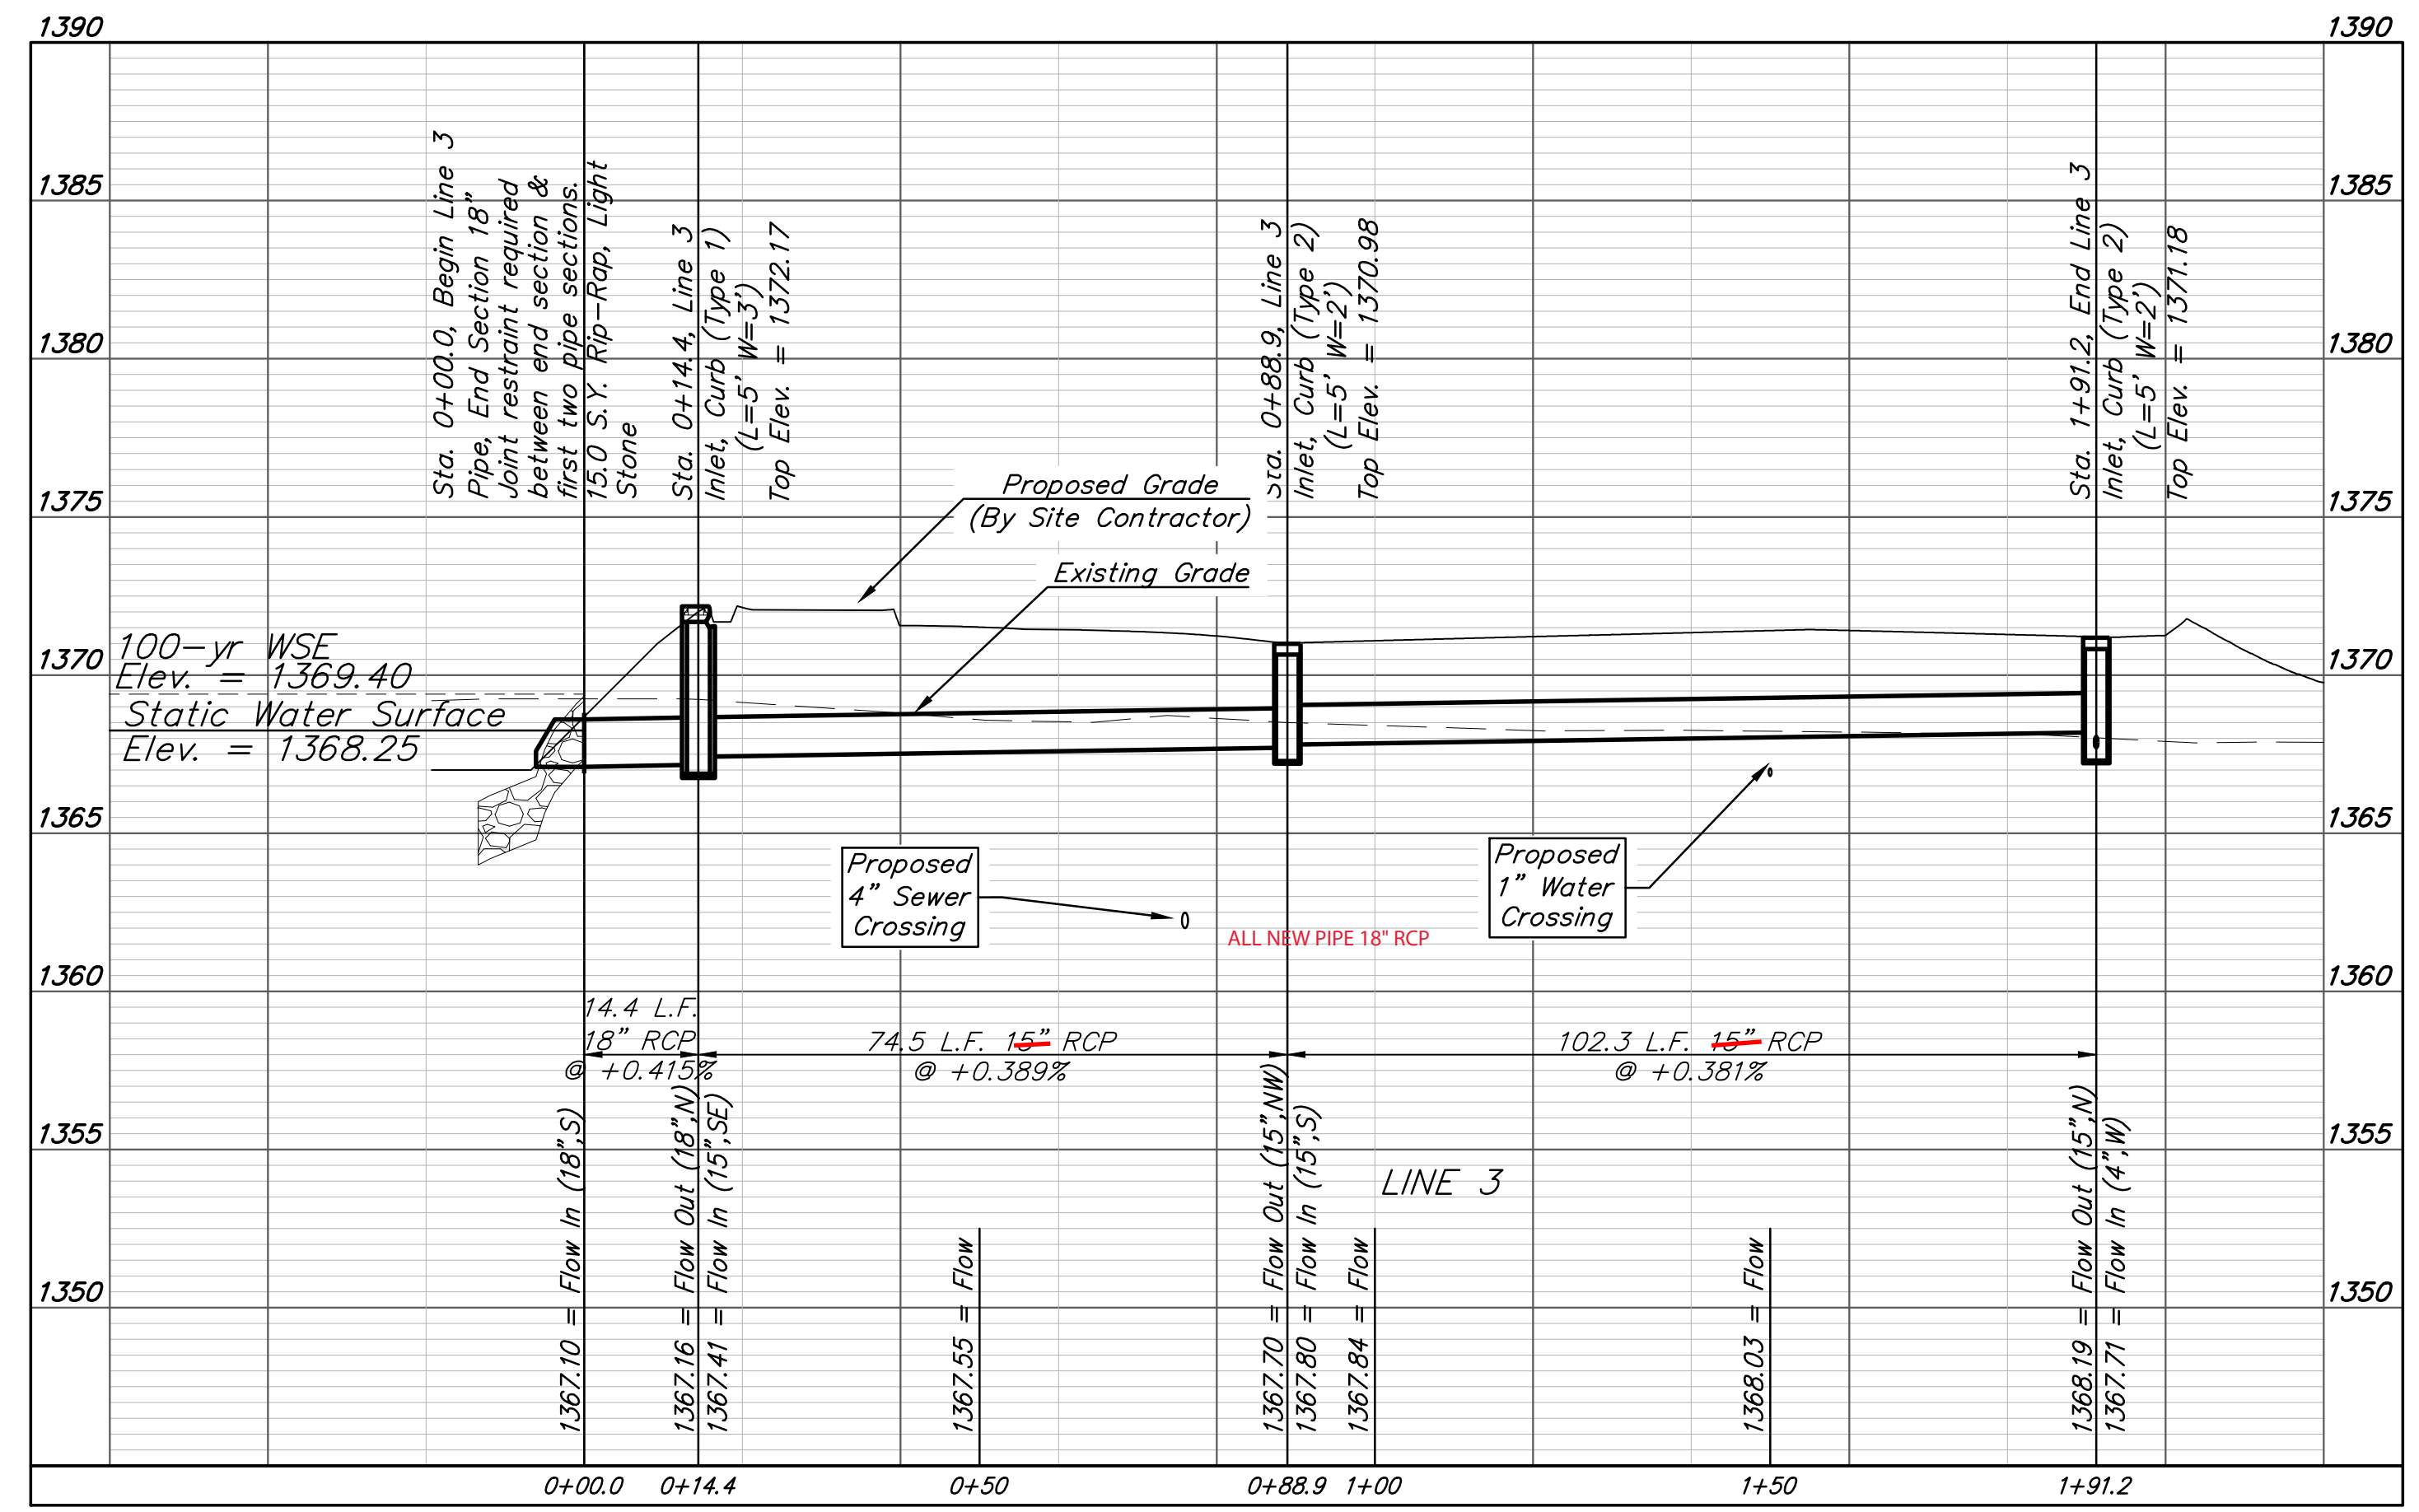 1390
1390
1385
1385
1380
1380
1375
1375
1370
1370
1365
1365
1360
1360
1355
1355
1350
1350
Sta. 0+00.0, Begin Line 3
Pipe, End Section 18"
Joint restraint required
between end section &
first two pipe sections.
15.0 S.Y. Rip-Rap, Light
Stone
Sta. 0+14.4, Line 3
Inlet, Curb (Type 1)
(L=5' W=3')
Top Elev. = 1372.17
Sta. 0+88.9, Line 3
Inlet, Curb (Type 2)
(L=5' W=2')
Top Elev. = 1370.98
Sta. 1+91.2, End Line 3
Inlet, Curb (Type 2)
(L=5' W=2')
Top Elev. = 1371.18
Proposed Grade
(By Site Contractor)
Existing Grade
100-yr WSE
Elev. = 1369.40
Static Water Surface
Elev. = 1368.25
Proposed
4" Sewer
Crossing
Proposed
1" Water
Crossing
ALL NEW PIPE 18" RCP
14.4 L.F.
18" RCP
@ +0.415%
74.5 L.F. 15" RCP
@ +0.389%
102.3 L.F. 15" RCP
@ +0.381%
1367.10 = Flow In (18",S)
1367.16 = Flow Out (18",N)
1367.41 = Flow In (15",SE)
1367.55 = Flow
1367.70 = Flow Out (15",NW)
1367.80 = Flow In (15",S)
1367.84 = Flow
1368.03 = Flow
1368.19 = Flow Out (15",N)
1367.71 = Flow In (4",W)
LINE 3
0+00.0
0+14.4
0+50
0+88.9
1+00
1+50
1+91.2